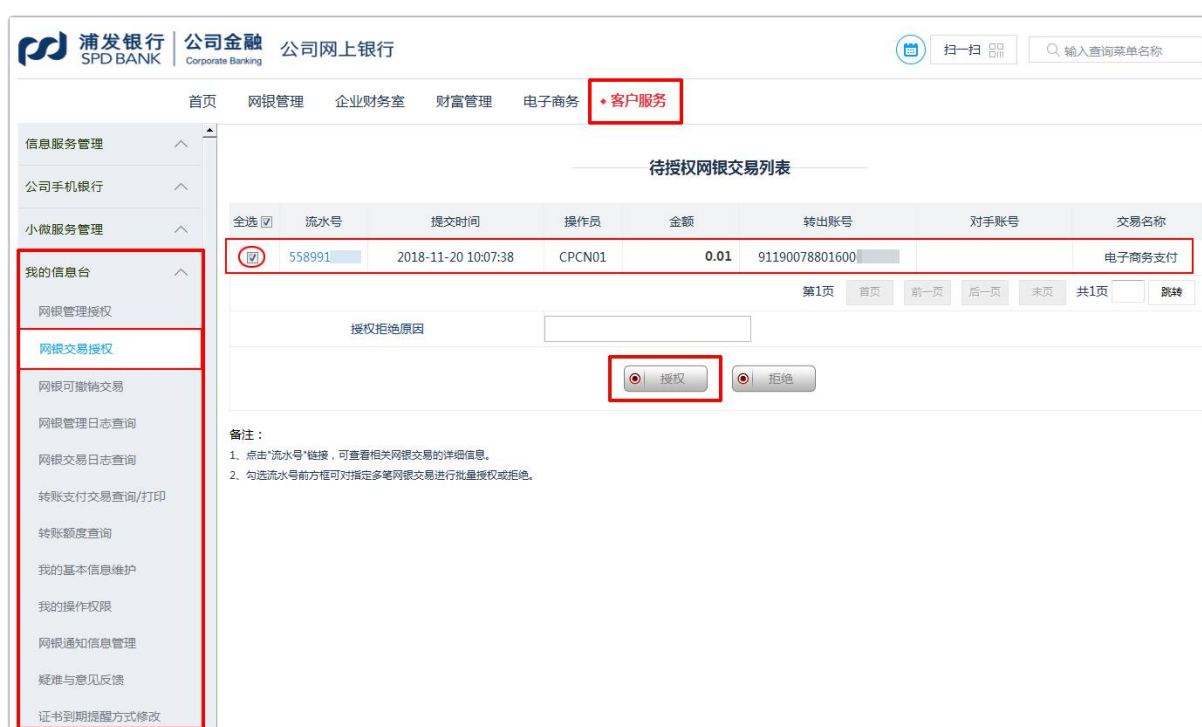 浦发银行 公司金融 公司网上银行 扫一扫 输入查询菜单名称
SPD BANK Corporate Banking
首页 网银管理 企业财务室 财富管理 电子商务 客户服务
信息服务管理
公司手机银行
小微服务管理
我的信息台
网银管理授权
网银交易授权
网银可撤销交易
网银管理日志查询
网银交易日志查询
转账支付交易查询/打印
转账额度查询
我的基本信息维护
我的操作权限
网银通知信息管理
疑难与意见反馈
证书到期提醒方式修改
待授权网银交易列表
全选 流水号 提交时间 操作员 金额 转出账号 对手账号 交易名称
558991 2018-11-20 10:07:38 CPCN01 0.01 91190078801600 电子商务支付
第1页 首页 前一页 后一页 末页 共1页 跳转
授权拒绝原因
授权 拒绝
备注：
1、点击"流水号"链接，可查看相关网银交易的详细信息。
2、勾选流水号前方框可对指定多笔网银交易进行批量授权或拒绝。